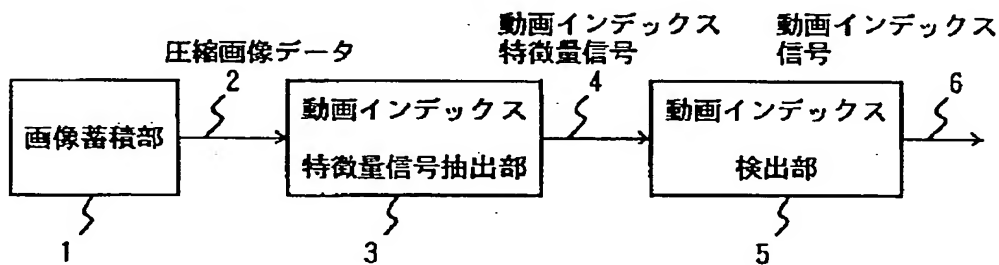 圧縮画像データ
2
動画インデックス
特徴量信号
4
動画インデックス
信号
6
画像蓄積部
1
動画インデックス
特徴量信号抽出部
3
動画インデックス
検出部
5